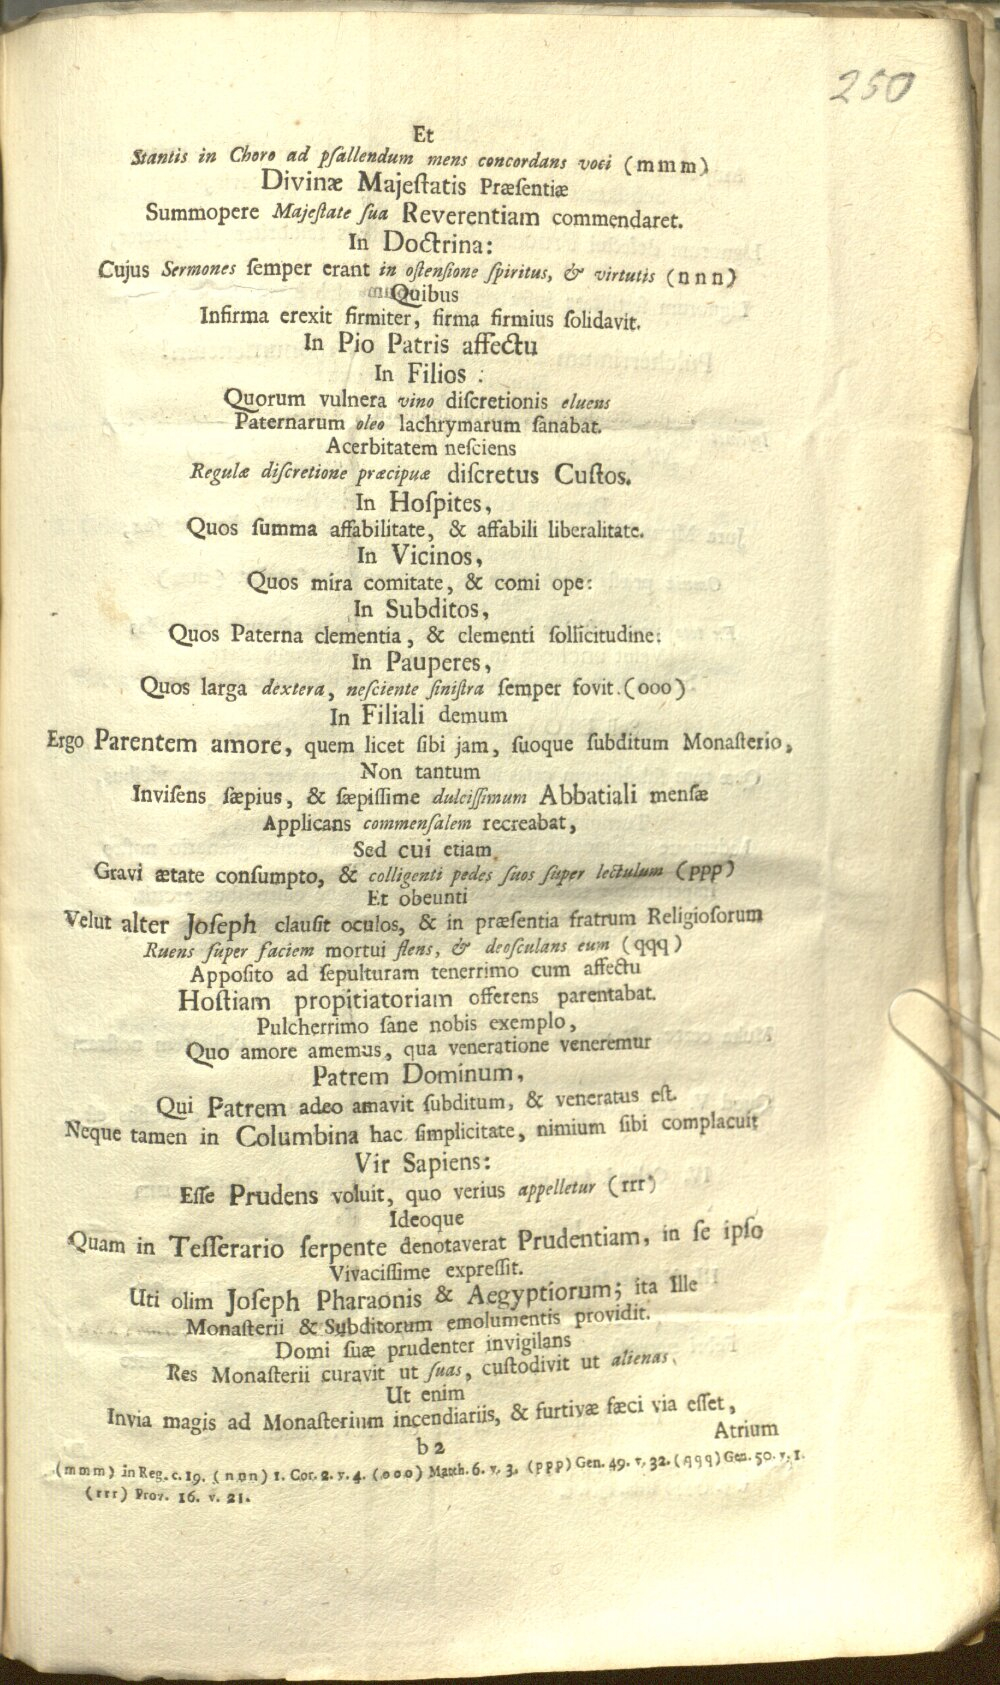 250
Et
Stantis in Choro ad pſallendum mens concordans voci (mmm)
Divinæ Majeſtatis Præſentiæ
Summopere Majeſtate ſua Reverentiam commendaret.
In Doctrina:
Cujus Sermones ſemper erant in oſtenſione ſpiritus, & virtutis (nnn)
Quibus
Infirma erexit firmiter, firma firmius ſolidavit.
In Pio Patris affectu
In Filios :
Quorum vulnera vino diſcretionis eluens
Paternarum oleo lachrymarum ſanabat.
Acerbitatem neſciens
Regulæ diſcretione præcipuæ diſcretus Cuſtos.
In Hoſpites,
Quos ſumma affabilitate, & affabili liberalitate.
In Vicinos,
Quos mira comitate, & comi ope:
In Subditos,
Quos Paterna clementia, & clementi ſollicitudine:
In Pauperes,
Quos larga dextera, neſciente ſiniſtra ſemper fovit.(ooo)
In Filiali demum
Ergo Parentem amore, quem licet ſibi jam, ſuoque ſubditum Monaſterio,
Non tantum
Inviſens ſæpius, & ſæpiſſime dulciſſimum Abbatiali menſæ
Applicans commenſalem recreabat,
Sed cui etiam
Gravi ætate conſumpto, & colligenti pedes ſuos ſuper lectulum (ppp)
Et obeunti
Velut alter Joſeph clauſit oculos, & in præſentia fratrum Religioſorum
Ruens ſuper faciem mortui flens, & deoſculans eum (qqq)
Appoſito ad ſepulturam tenerrimo cum affectu
Hoſtiam propitiatoriam offerens parentabat.
Pulcherrimo ſane nobis exemplo,
Quo amore amemus, qua veneratione veneremur
Patrem Dominum,
Qui Patrem adeo amavit ſubditum, & veneratus eſt.
Neque tamen in Columbina hac ſimplicitate, nimium ſibi complacuit
Vir Sapiens:
Eſſe Prudens voluit, quo verius appelletur (rrr)
Ideoque
Quam in Teſſerario ſerpente denotaverat Prudentiam, in ſe ipſo
Vivaciſſime expreſſit.
Uti olim Joſeph Pharaonis & Aegyptiorum; ita Ille
Monaſterii & Subditorum emolumentis providit.
Domi ſuæ prudenter invigilans
Res Monaſterii curavit ut ſuas, cuſtodivit ut alienas.
Ut enim
Invia magis ad Monaſterium incendiariis, & furtivæ fæci via eſſet,
Atrium
b 2
(mmm) in Reg. c. 19. (nnn) 1. Cor. 2. v. 4. (ooo) Matth. 6. v. 3. (ppp) Gen. 49. v. 32. (qqq) Gen. 50. v. 1.
(rrr) Prov. 16. v. 21.